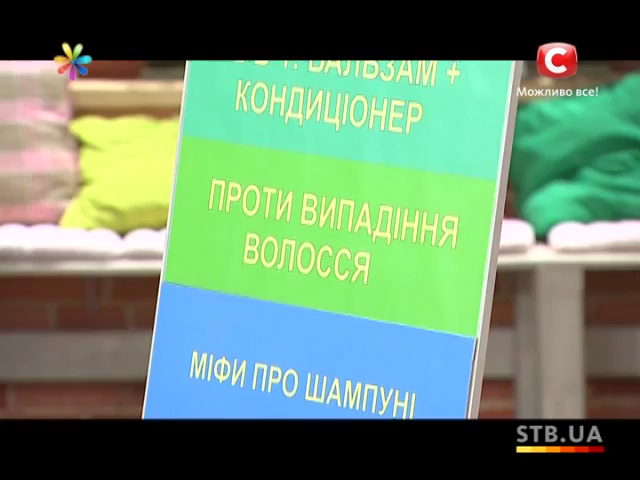 БАЛЬЗАМ +
КОНДИЦІОНЕР
ПРОТИ ВИПАДІННЯ
ВОЛОССЯ
МІФИ ПРО ШАМПУНІ
С
Можливо все!
STB.UA